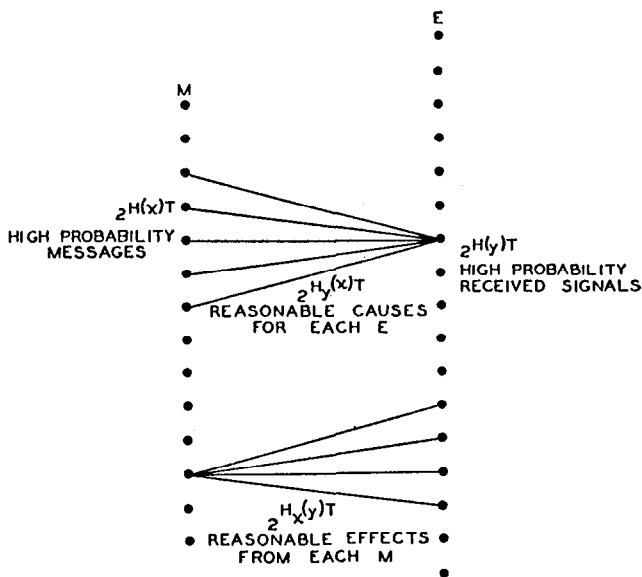 E
M
2H(x)T
HIGH PROBABILITY
MESSAGES
2H(y)T
HIGH PROBABILITY
RECEIVED SIGNALS
2Hy(x)T
REASONABLE CAUSES
FOR EACH E
2Hx(y)T
REASONABLE EFFECTS
FROM EACH M